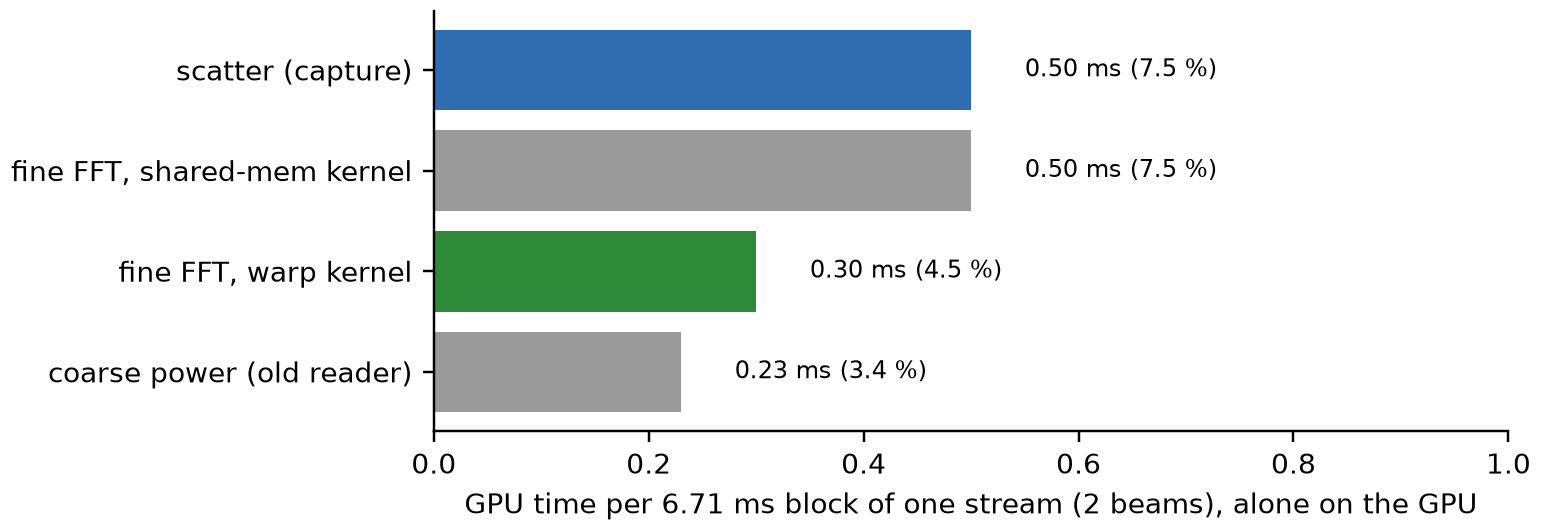 scatter (capture)
0.50 ms (7.5 %)
fine FFT, shared-mem kernel
0.50 ms (7.5 %)
fine FFT, warp kernel
0.30 ms (4.5 %)
coarse power (old reader)
0.23 ms (3.4 %)
0.0 0.2 0.4 0.6 0.8 1.0
GPU time per 6.71 ms block of one stream (2 beams), alone on the GPU